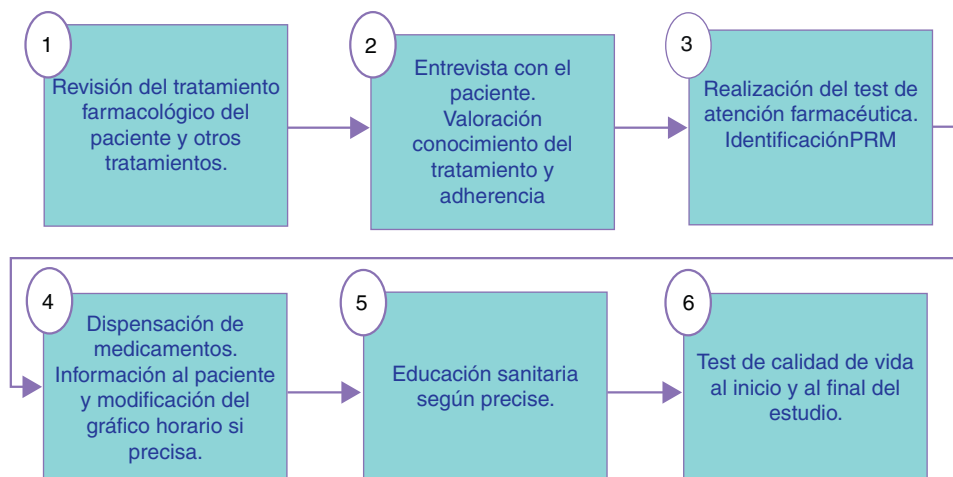 1
Revisión del tratamiento
farmacológico del
paciente y otros
tratamientos.
2
Entrevista con el
paciente.
Valoración
conocimiento del
tratamiento y
adherencia
3
Realización del test de
atención farmacéutica.
IdentificaciónPRM
4
Dispensación de
medicamentos.
Información al paciente
y modificación del
gráfico horario si
precisa.
5
Educación sanitaria
según precise.
6
Test de calidad de vida
al inicio y al final del
estudio.